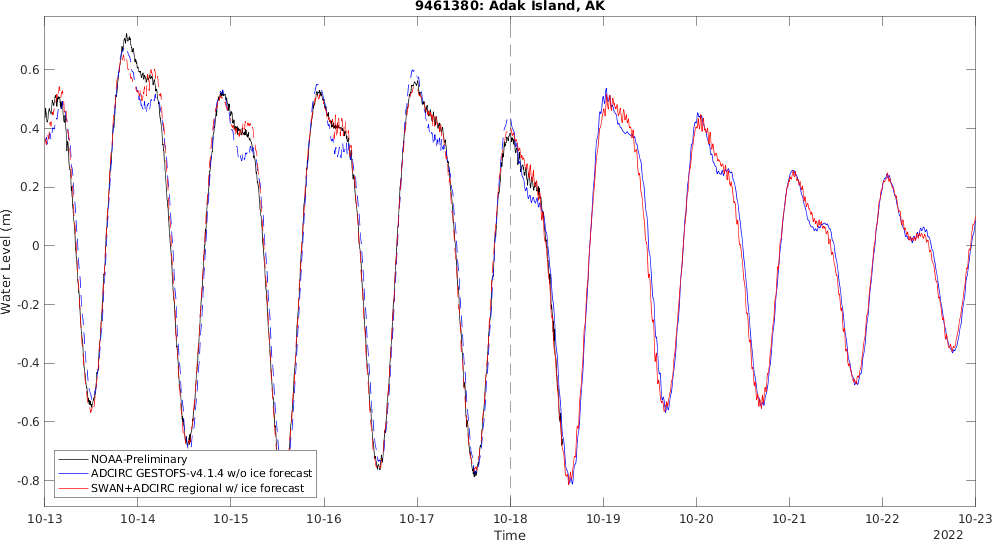 9461380: Adak Island, AK
Water Level (m)
0.6
0.4
0.2
0
-0.2
-0.4
-0.6
-0.8
NOAA-Preliminary
ADCIRC GESTOFS-v4.1.4 w/o ice forecast
SWAN+ADCIRC regional w/ ice forecast
10-13 10-14 10-15 10-16 10-17 10-18 10-19 10-20 10-21 10-22 10-23
Time
2022